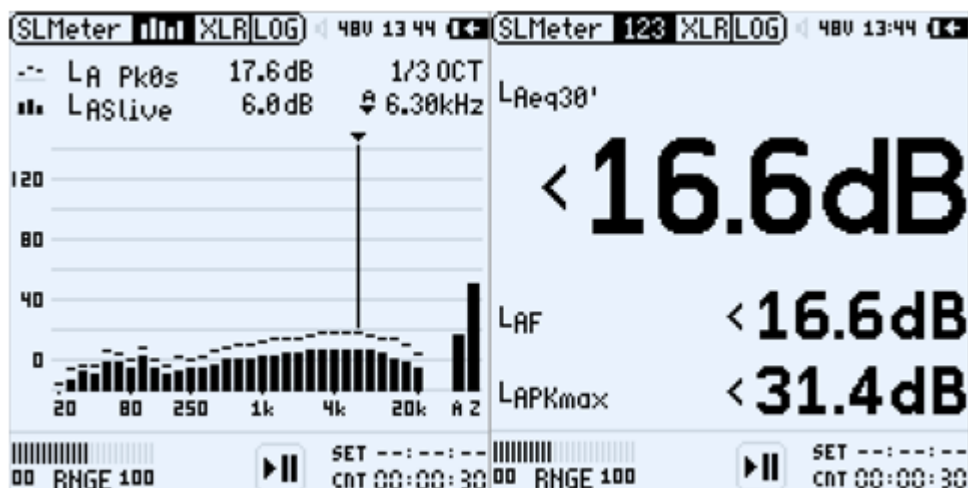 SLMeter XLR LOG 48V 13 44
LA Pk0s 17.6dB 1/3 OCT
LASlive 6.0dB 6.30kHz
120
80
40
0
20 80 250 1k 4k 20k A Z
SET --:--:--
00 RNGE 100 CNT 00:00:30
SLMeter 123 XLR LOG 48V 13:44
LAeq30'
<16.6dB
LAF <16.6dB
LAPKmax <31.4dB
SET --:--:--
00 RNGE 100 CNT 00:00:30